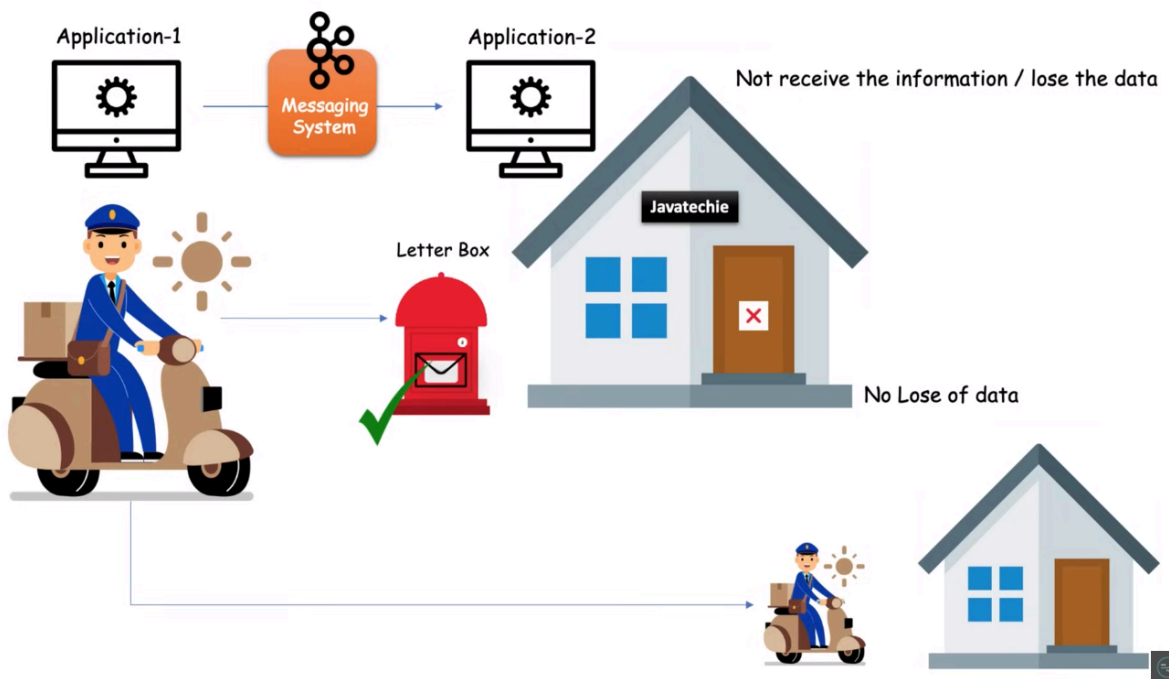 Application-1
Application-2
Messaging
System
Not receive the information / lose the data
Javatechie
Letter Box
No Lose of data